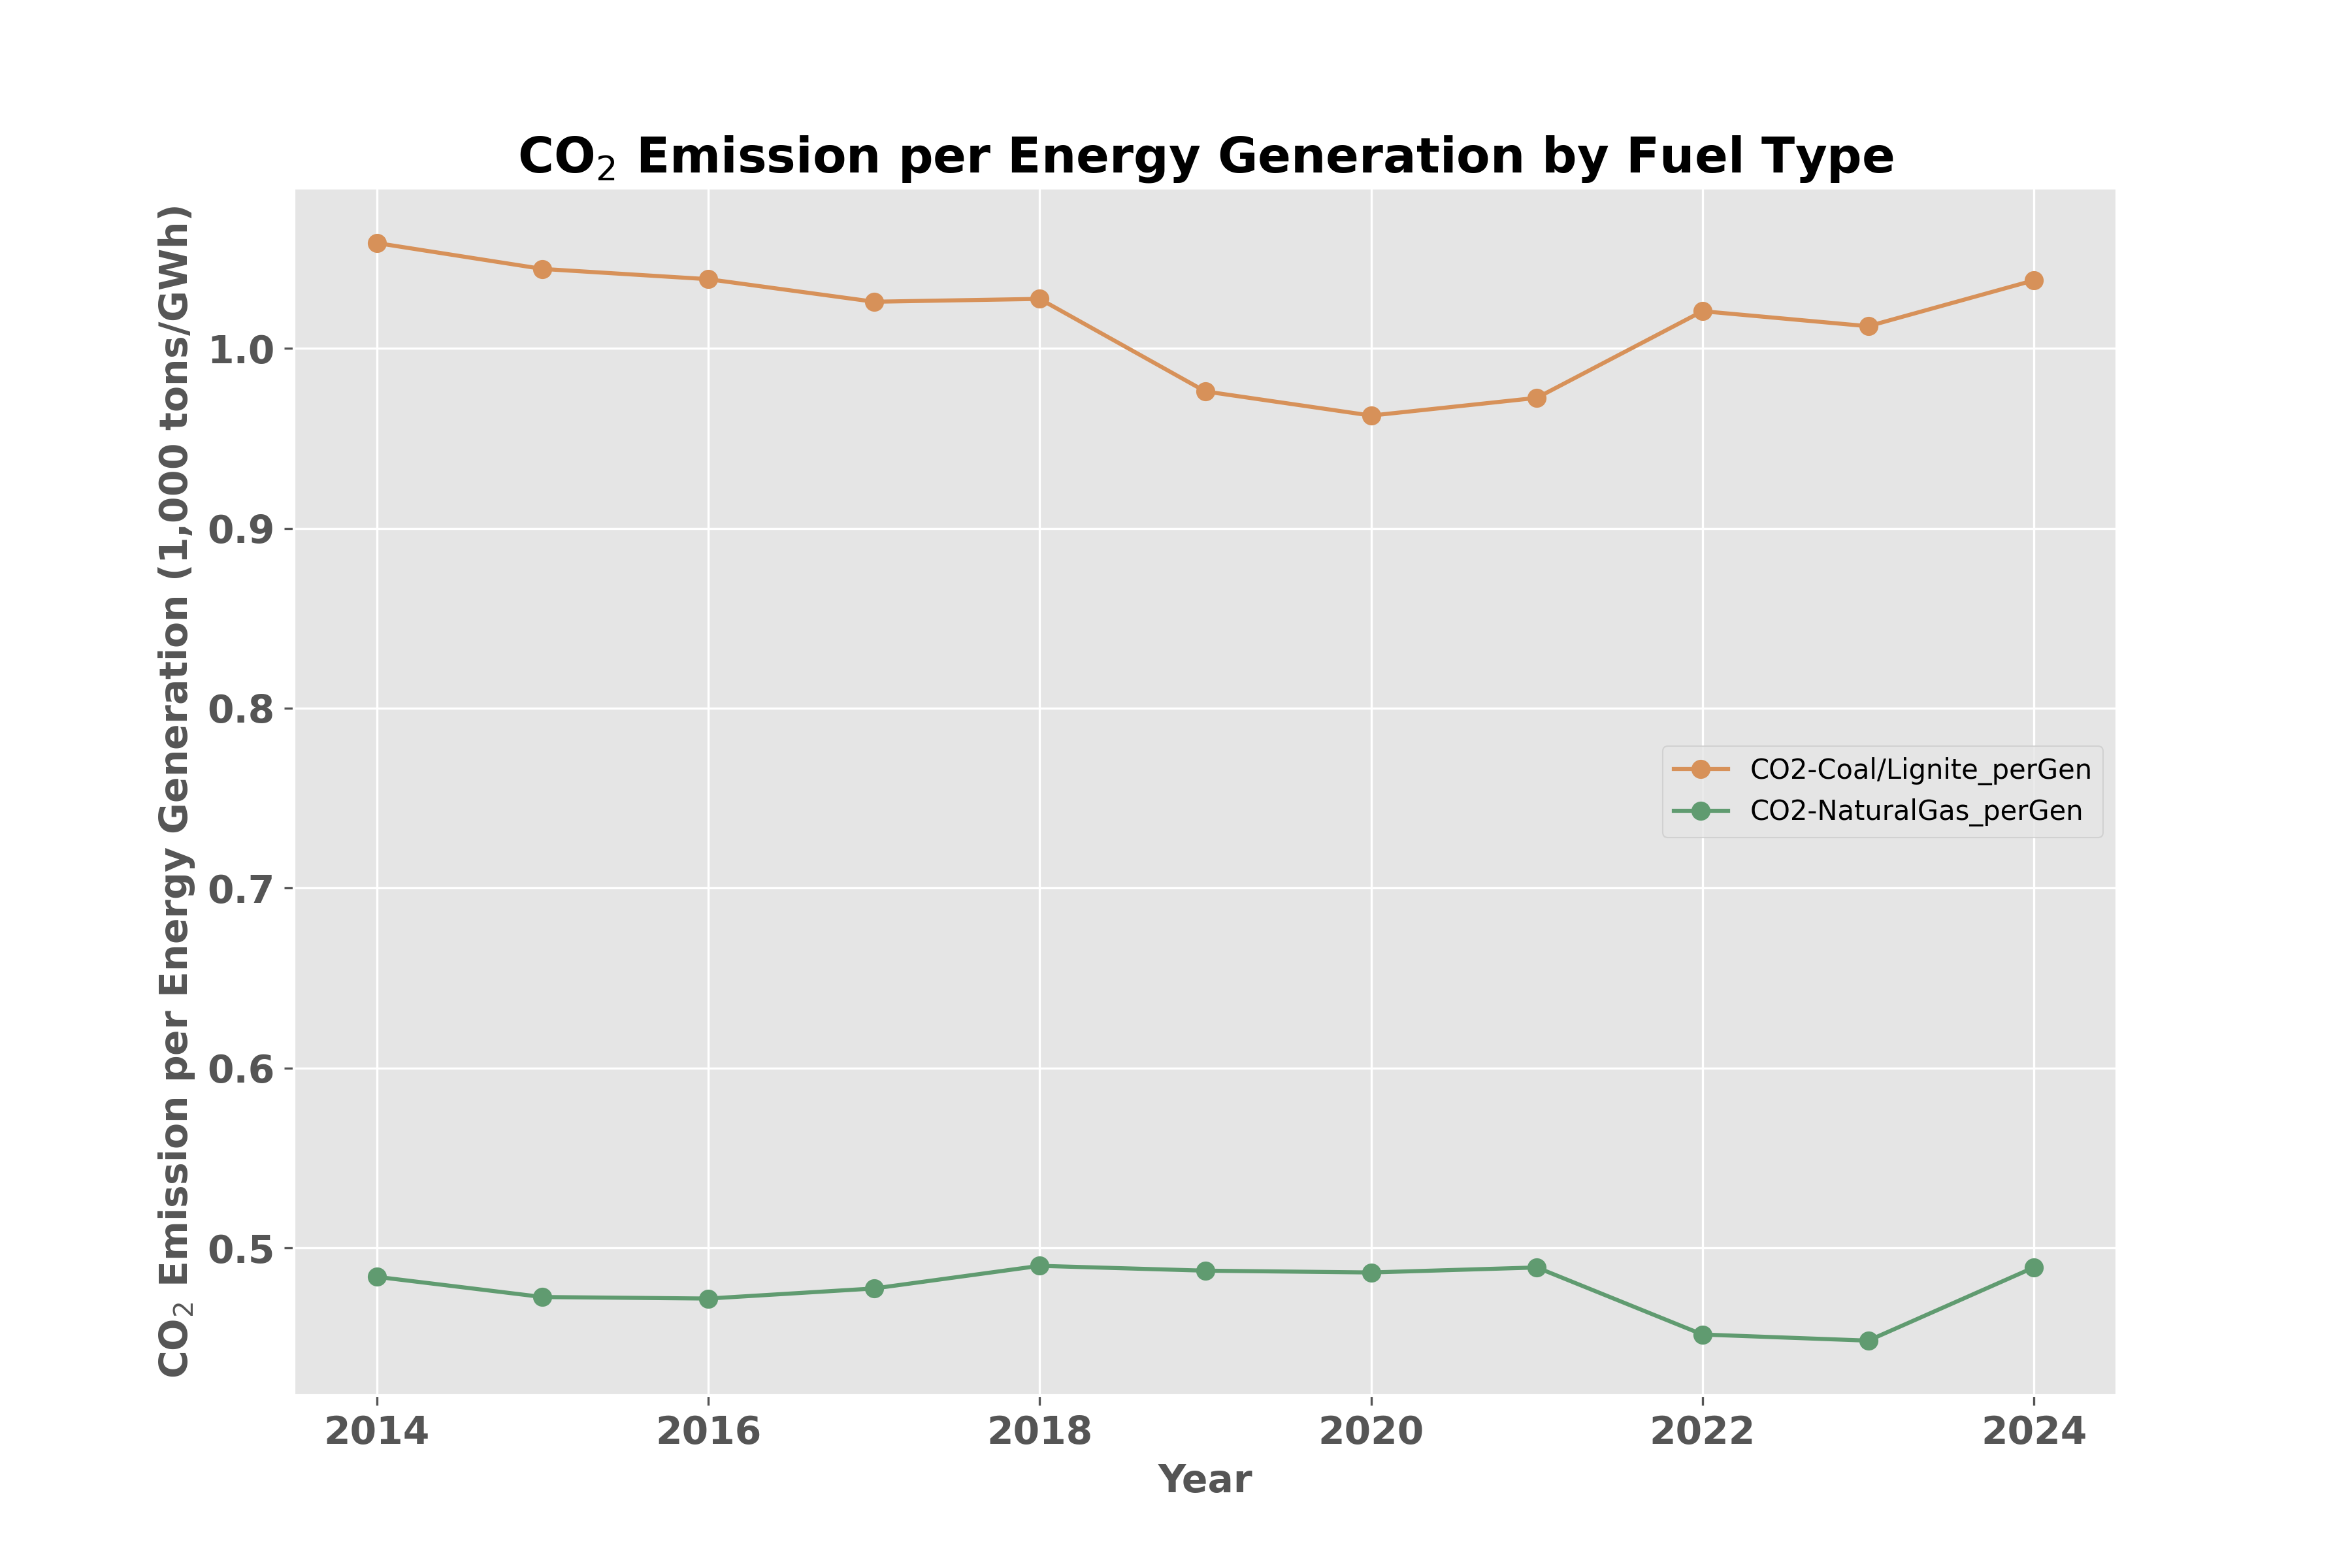 CO₂ Emission per Energy Generation by Fuel Type
CO₂ Emission per Energy Generation (1,000 tons/GWh)
1.0
0.9
0.8
0.7
0.6
0.5
CO2-Coal/Lignite_perGen
CO2-NaturalGas_perGen
2014 2016 2018 2020 2022 2024
Year